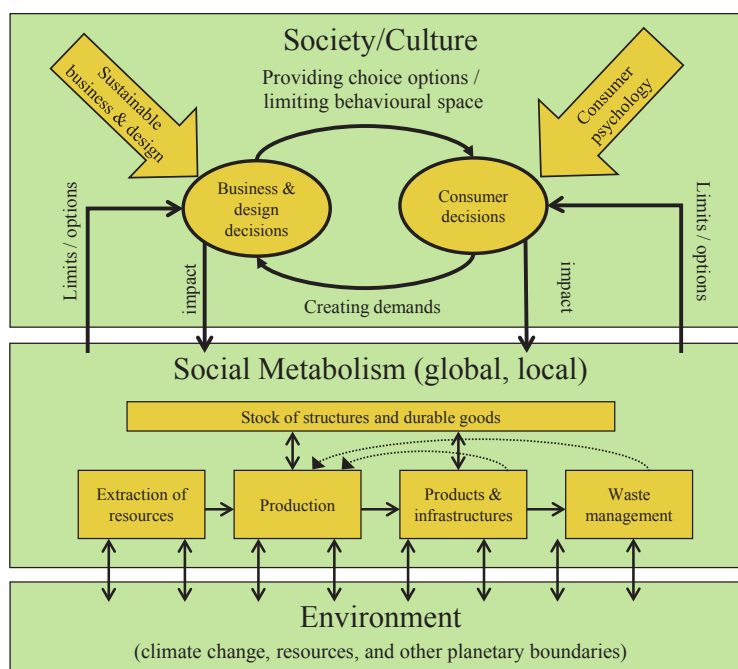 Society/Culture
Sustainable
business & design
Providing choice options /
limiting behavioural space
Consumer
psychology
Business &
design
decisions
Consumer
decisions
Limits / options
impact
Creating demands
impact
Limits / options
Social Metabolism (global, local)
Stock of structures and durable goods
Extraction of
resources
Production
Products &
infrastructures
Waste
management
Environment
(climate change, resources, and other planetary boundaries)